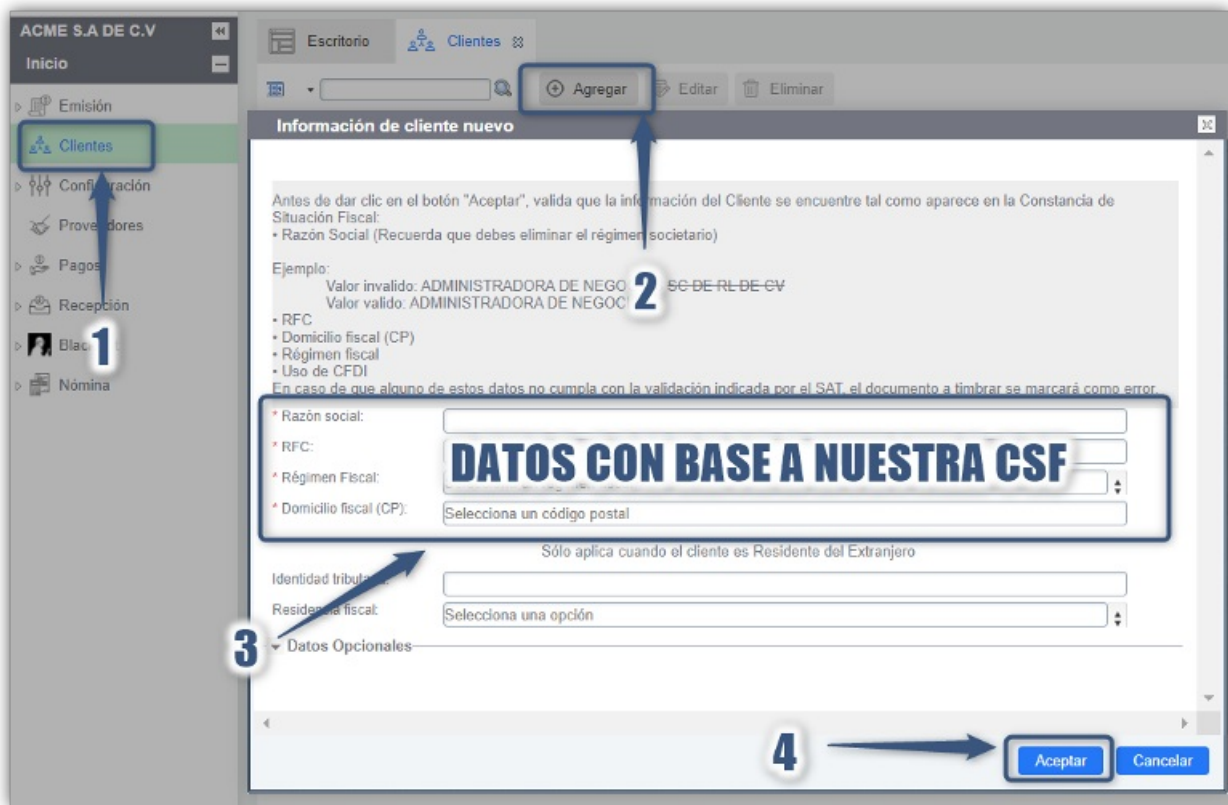 ACME S.A DE C.V
Inicio
Emisión
Clientes
Configuración
Proveedores
Pagos
Recepción
Nómina
1
Escritorio
Clientes
Agregar
Editar
Eliminar
2
Información de cliente nuevo
Antes de dar clic en el botón "Aceptar", valida que la información del Cliente se encuentre tal como aparece en la Constancia de
Situación Fiscal:
• Razón Social (Recuerda que debes eliminar el régimen societario)
Ejemplo:
Valor invalido: ADMINISTRADORA DE SC DE RL DE CV
Valor valido: ADMINISTRADORA DE
• RFC
• Domicilio fiscal (CP)
• Régimen fiscal
• Uso de CFDI
En caso de que alguno de estos datos no cumpla con la validación indicada por el SAT, el documento a timbrar se marcará como error.
* Razón social:
* RFC:
DATOS CON BASE A NUESTRA CSF
* Régimen Fiscal:
* Domicilio fiscal (CP): Selecciona un código postal
Sólo aplica cuando el cliente es Residente del Extranjero
Identidad tributaria:
Residencia fiscal: Selecciona una opción
3
Datos Opcionales
4
Aceptar
Cancelar